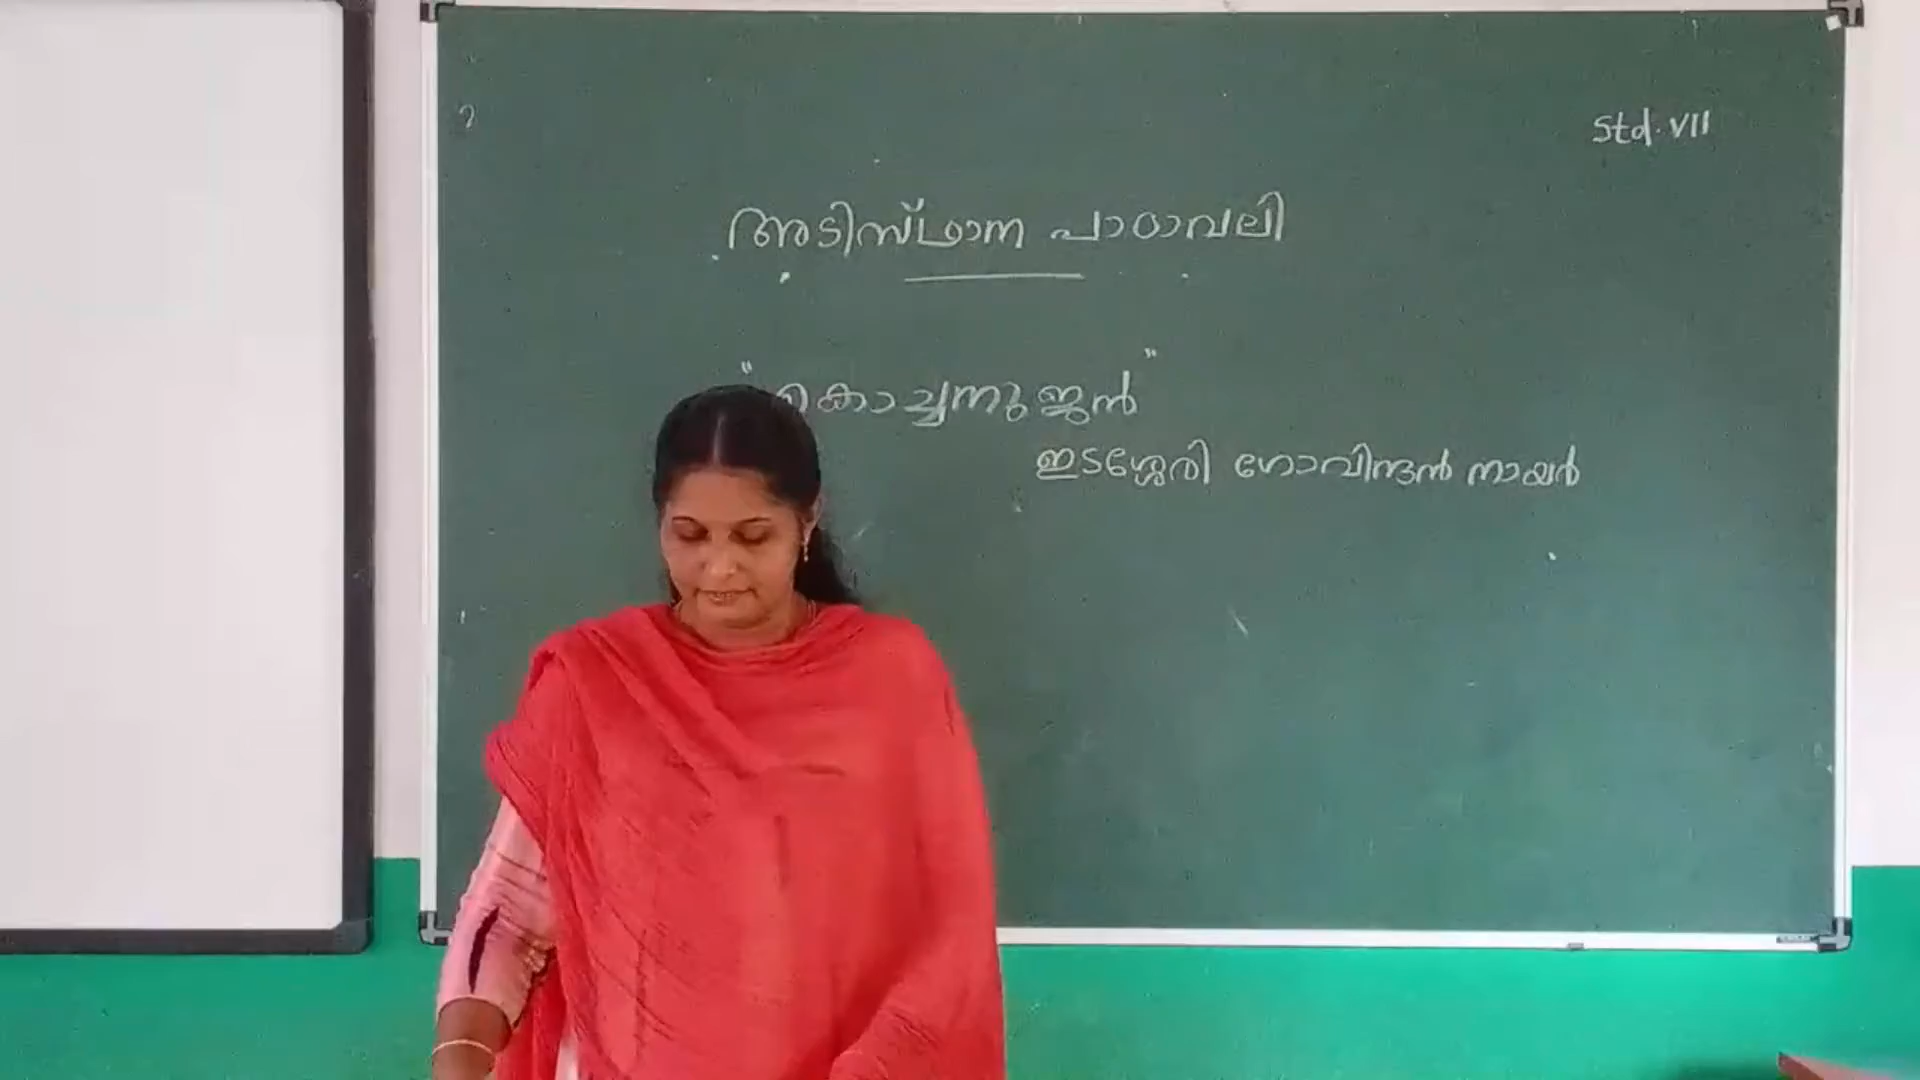 Std. VII
അടിസ്ഥാന പാഠാവലി
"കൊച്ചനുജൻ"
ഇടശ്ശേരി ഗോവിന്ദൻ നായർ